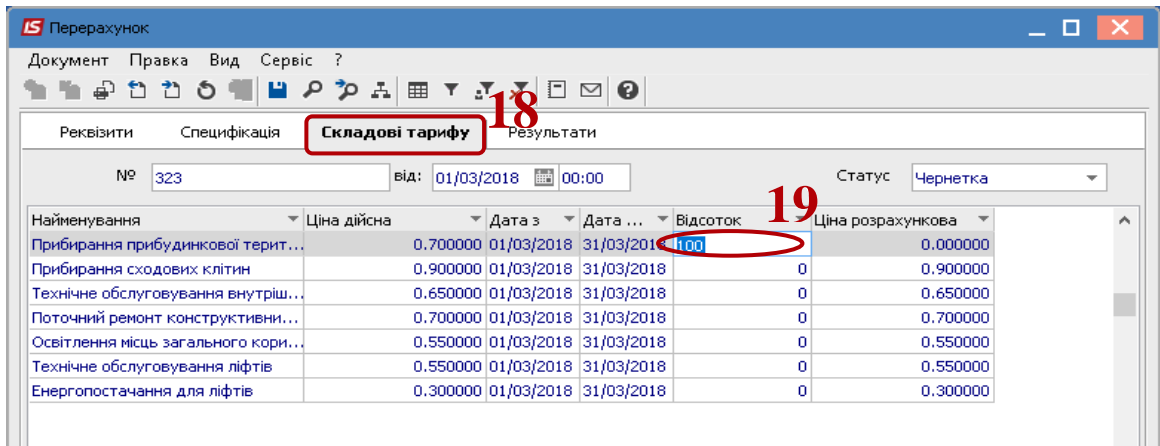 IS Перерахунок
Документ Правка Вид Сервіс ?
18
Реквізити Специфікація Складові тарифу Результати
№ 323 від: 01/03/2018 00:00 Статус Чернетка
19
Найменування Ціна дійсна Дата з Дата ... Відсоток Ціна розрахункова
Прибирання прибудинкової терит... 0.700000 01/03/2018 31/03/2018 100 0.000000
Прибирання сходових клітин 0.900000 01/03/2018 31/03/2018 0 0.900000
Технічне обслуговування внутріш... 0.650000 01/03/2018 31/03/2018 0 0.650000
Поточний ремонт конструктивни... 0.700000 01/03/2018 31/03/2018 0 0.700000
Освітлення місць загального кори... 0.550000 01/03/2018 31/03/2018 0 0.550000
Технічне обслуговування ліфтів 0.550000 01/03/2018 31/03/2018 0 0.550000
Енергопостачання для ліфтів 0.300000 01/03/2018 31/03/2018 0 0.300000